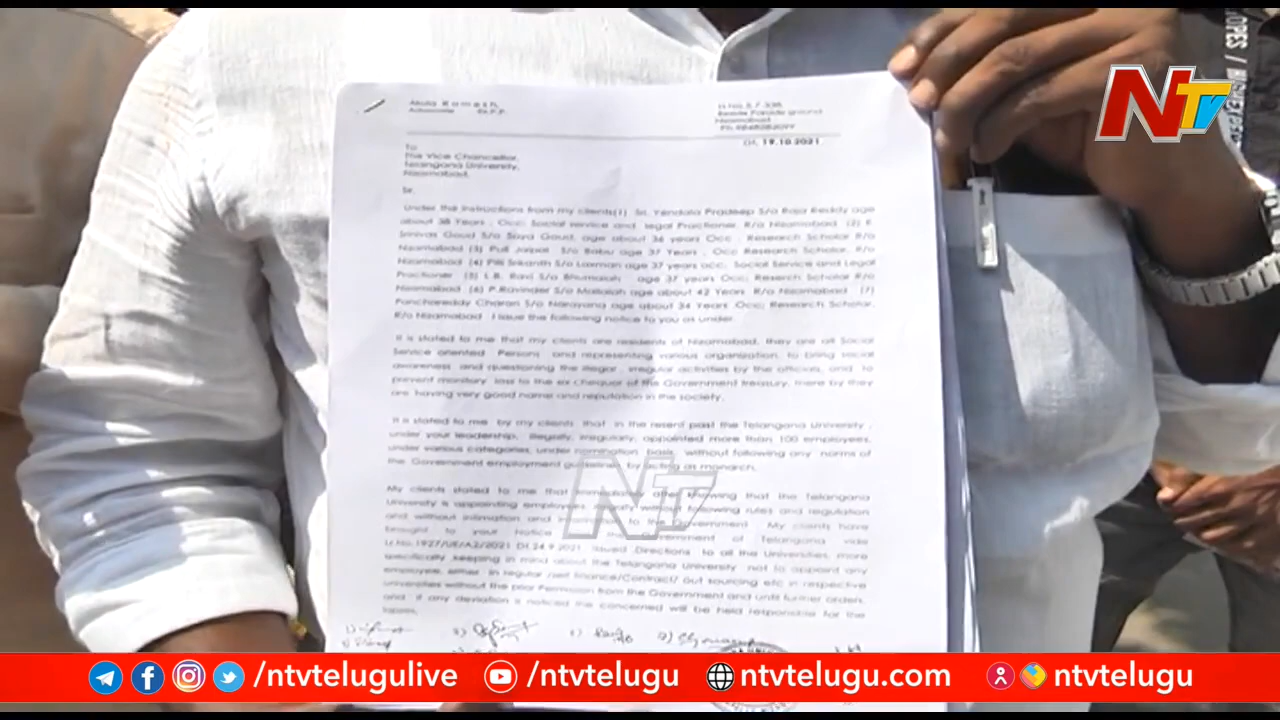 Akula Ramesh,
Advocate
H.No.5-7-338,
Beside Parade ground
Nizamabad
Dt. 19.10.2021.
To
The Vice Chancellor,
Telangana University,
Nizamabad.
Sir,
Under the instructions from my clients(1) Sri. Yendala Pradeep S/o Raja Reddy age
about 38 Years , Occ; Social service and legal Practioner, R/o Nizamabad (2)
Srinivas Goud S/o Saya Goud, age about 36 years Occ , Research Scholar R/o
Nizamabad (3) Pulli Jaipal S/o Babu age 37 Years , Occ Research Scholar, R/o
Nizamabad (4) Srikanth S/o Laxman age 37 years occ; Social Service and Legal
Practioner (5) L.B. Ravi S/o Bhumaiah age 37 years Occ; Reserch Scholar R/o
Nizamabad (6) P.Ravinder S/o Mallaiah age about 42 Years R/o Nizamabad (7)
Panchareddy Charan S/o Narayana age about 34 Years Occ; Research Scholar,
R/o Nizamabad I issue the following notice to you as under.
It is stated to me that my clients are residents of Nizamabad, they are all Social
Service oriented Persons and representing various organization, to bring social
awareness and questioning the illegal , irregular activities by the officials, and to
prevent monitory loss to the ex chequor of the Government treasury, there by they
are having very good name and reputation in the society.
It is stated to me by my clients that in the resent past the Telangana University ,
under your leadership, illegally, irregularly, appointed more than 100 employees,
under various categories, under nomination basis, without following any norms of
the Government employment guidelines by acting as monarch.
My clients stated to me that immediately after knowing that the Telangana
University is appointing employees, without following rules and regulation
and without intimation and to the Government My clients have
brought to your Notice the Government of Telangana vide
Lr.No.1927/UE/A2/2021 Dt 24.9.2021 issued Directions to all the Universities, more
specifically keeping in mind about the Telangana University not to appoint any
employee, either in regular /self finance/Contract/ out sourcing etc in respective
universities without the prior Permission from the Government and until further orders,
and if any deviation is noticed the concerned will be held responsible for the
lapses.
NTV
NTV
/ntvtelugulive
/ntvtelugu
ntvtelugu.com
ntvtelugu